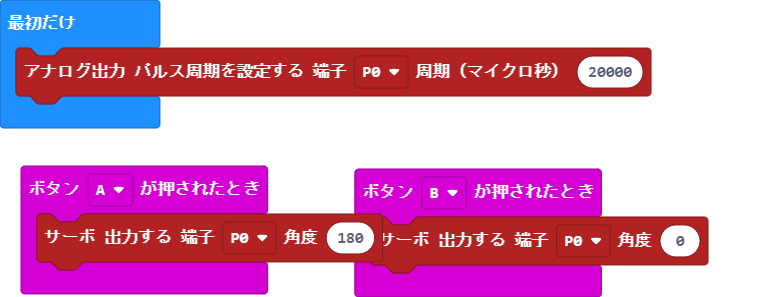 最初だけ
アナログ出力 パルス周期を設定する 端子 P0 周期（マイクロ秒） 20000
ボタン A が押されたとき
サーボ 出力する 端子 P0 角度 180
ボタン B が押されたとき
サーボ 出力する 端子 P0 角度 0